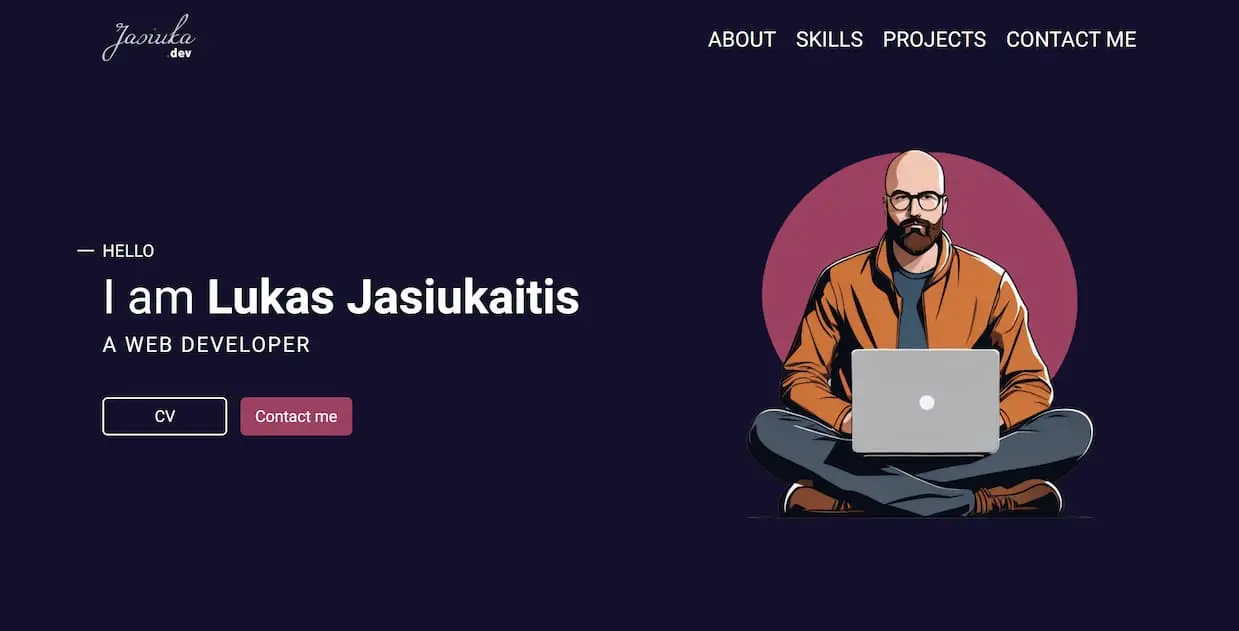 Jasiuka
.dev
ABOUT SKILLS PROJECTS CONTACT ME
— HELLO
I am Lukas Jasiukaitis
A WEB DEVELOPER
CV Contact me